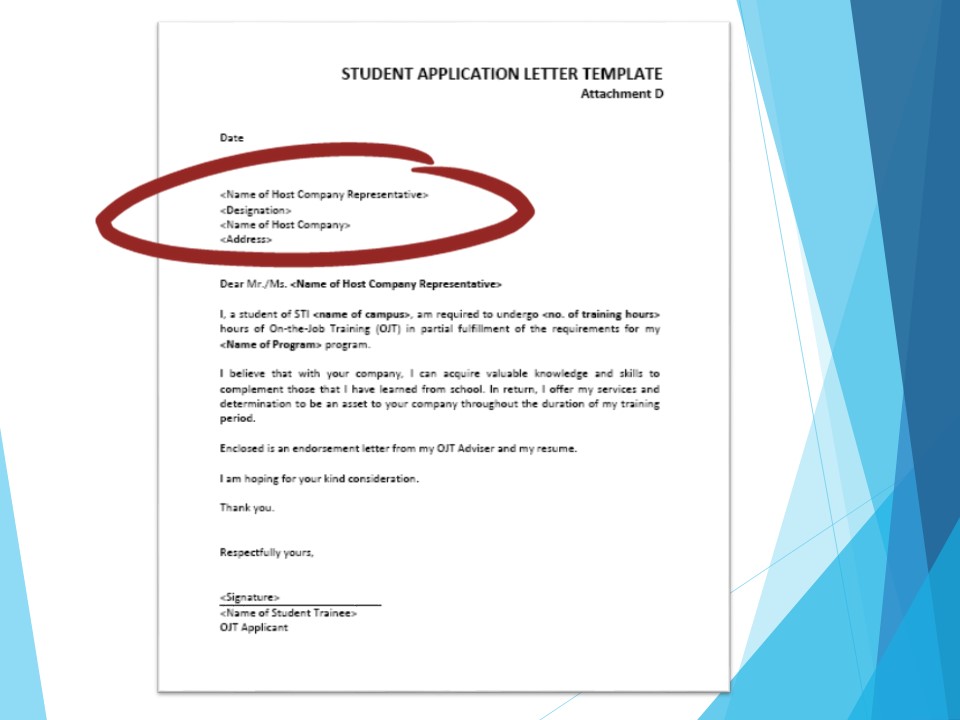 STUDENT APPLICATION LETTER TEMPLATE
Attachment D
Date
<Name of Host Company Representative>
<Designation>
<Name of Host Company>
<Address>
Dear Mr./Ms. <Name of Host Company Representative>
I, a student of STI <name of campus>, am required to undergo <no. of training hours>
hours of On-the-Job Training (OJT) in partial fulfillment of the requirements for my
<Name of Program> program.
I believe that with your company, I can acquire valuable knowledge and skills to
complement those that I have learned from school. In return, I offer my services and
determination to be an asset to your company throughout the duration of my training
period.
Enclosed is an endorsement letter from my OJT Adviser and my resume.
I am hoping for your kind consideration.
Thank you.
Respectfully yours,
<Signature>
<Name of Student Trainee>
OJT Applicant